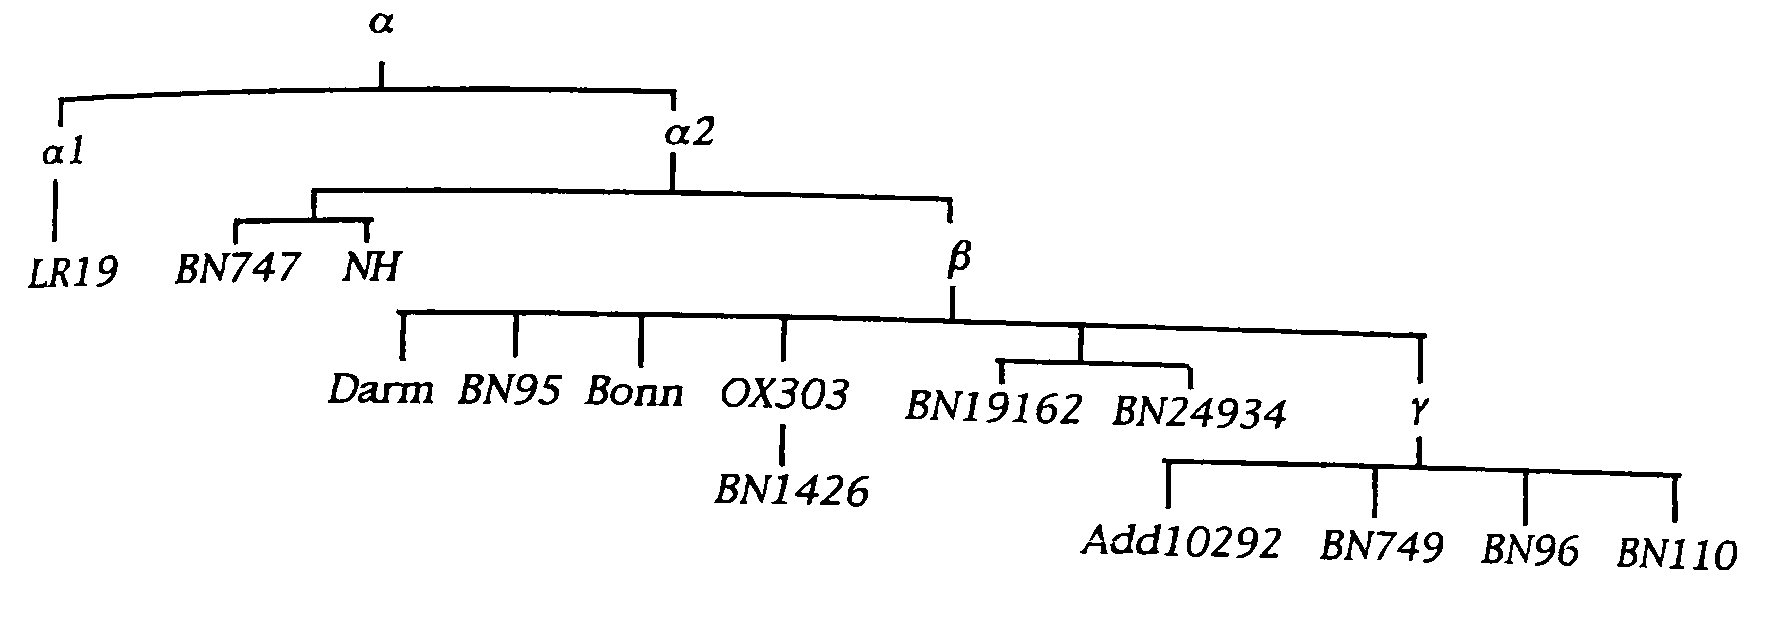 α
α1 α2
LR19 BN747 NH β
Darm BN95 Bonn OX303 BN19162 BN24934 γ
BN1426
Add10292 BN749 BN96 BN110